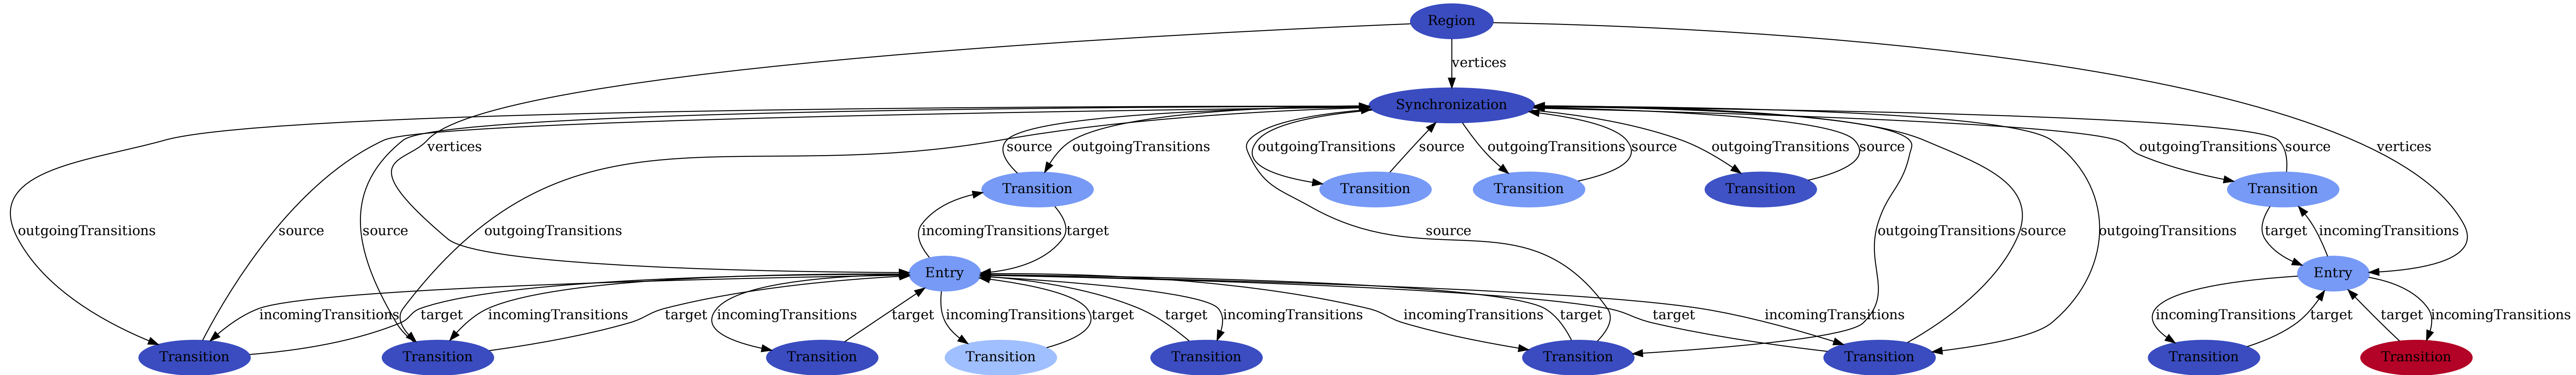 Region
vertices
Synchronization
vertices outgoingTransitions source outgoingTransitions outgoingTransitions source outgoingTransitions source outgoingTransitions source outgoingTransitions source vertices
Transition Transition Transition Transition Transition
outgoingTransitions source source outgoingTransitions incomingTransitions target source outgoingTransitions source outgoingTransitions target incomingTransitions
Entry Entry
incomingTransitions target incomingTransitions target incomingTransitions target incomingTransitions target target incomingTransitions incomingTransitions target target incomingTransitions incomingTransitions target target incomingTransitions
Transition Transition Transition Transition Transition Transition Transition Transition Transition